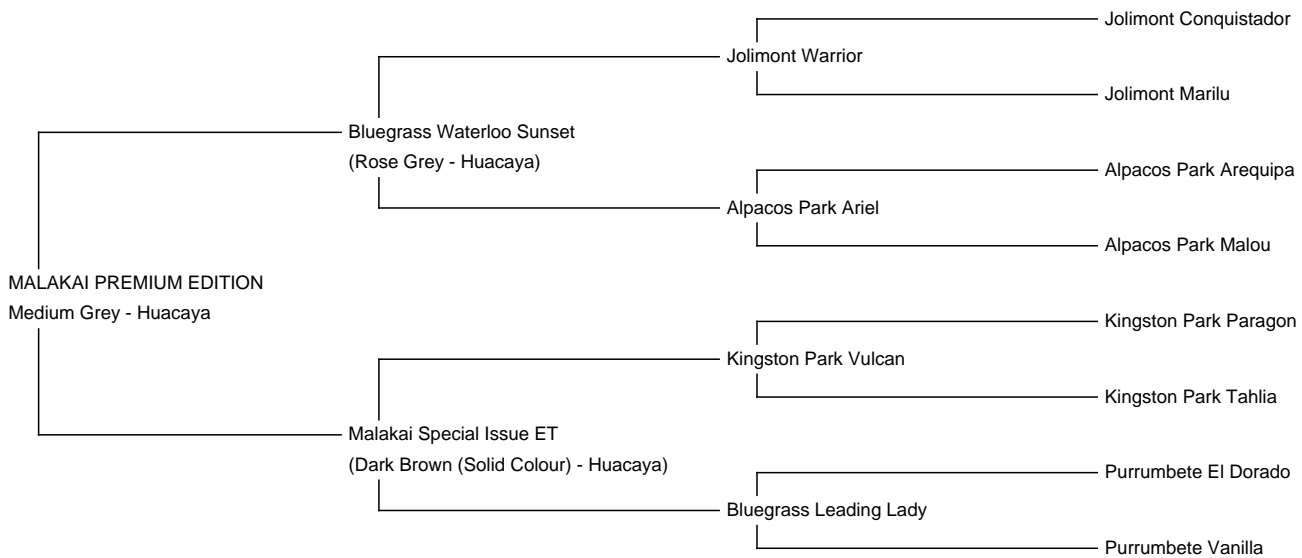 Jolimont Conquistador
Jolimont Warrior
Jolimont Marilu
Bluegrass Waterloo Sunset
(Rose Grey - Huacaya)
Alpacos Park Arequipa
Alpacos Park Ariel
Alpacos Park Malou
MALAKAI PREMIUM EDITION
Medium Grey - Huacaya
Kingston Park Paragon
Kingston Park Vulcan
Kingston Park Tahlia
Malakai Special Issue ET
(Dark Brown (Solid Colour) - Huacaya)
Purrumbete El Dorado
Bluegrass Leading Lady
Purrumbete Vanilla